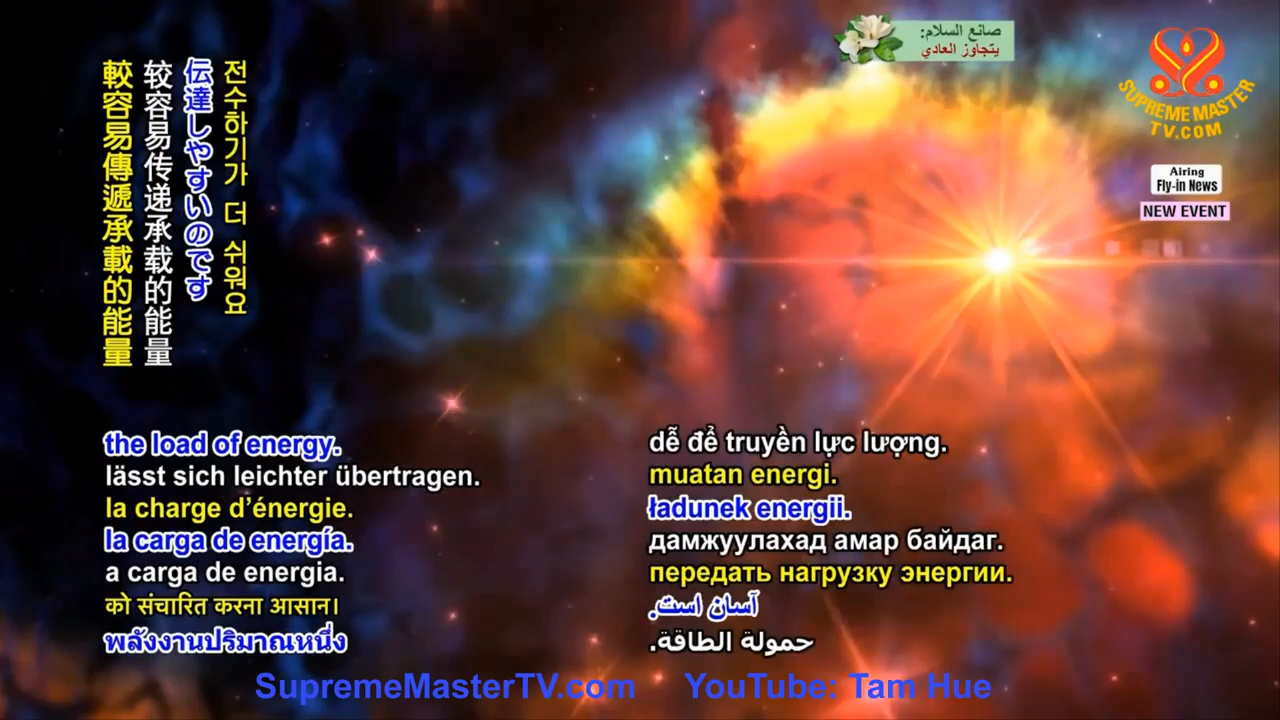 صانع السلام:
يتجاوز العادي
SUPREME MASTER
TV.COM
Airing
Fly-in News
NEW EVENT
전수하기가 더 쉬워요
伝達しやすいのです
较容易传递承载的能量
較容易傳遞承載的能量
the load of energy.
lässt sich leichter übertragen.
la charge d’énergie.
la carga de energía.
a carga de energia.
को संचारित करना आसान।
พลังงานปริมาณหนึ่ง
dễ để truyền lực lượng.
muatan energi.
ładunek energii.
дамжуулахад амар байдаг.
передать нагрузку энергии.
آسان است.
حمولة الطاقة.
SupremeMasterTV.com YouTube: Tam Hue